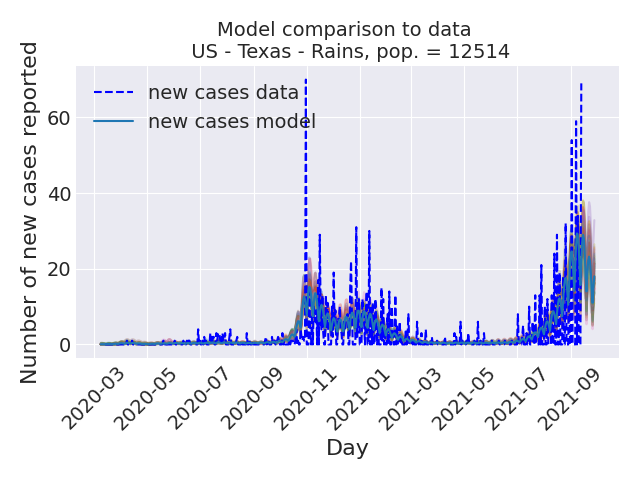 Model comparison to data
US - Texas - Rains, pop. = 12514
new cases data
new cases model
Number of new cases reported
60
40
20
0
2020-03
2020-05
2020-07
2020-09
2020-11
2021-01
2021-03
2021-05
2021-07
2021-09
Day